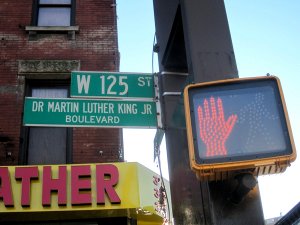 W 125 ST
DR MARTIN LUTHER KING JR
BOULEVARD
ATHER